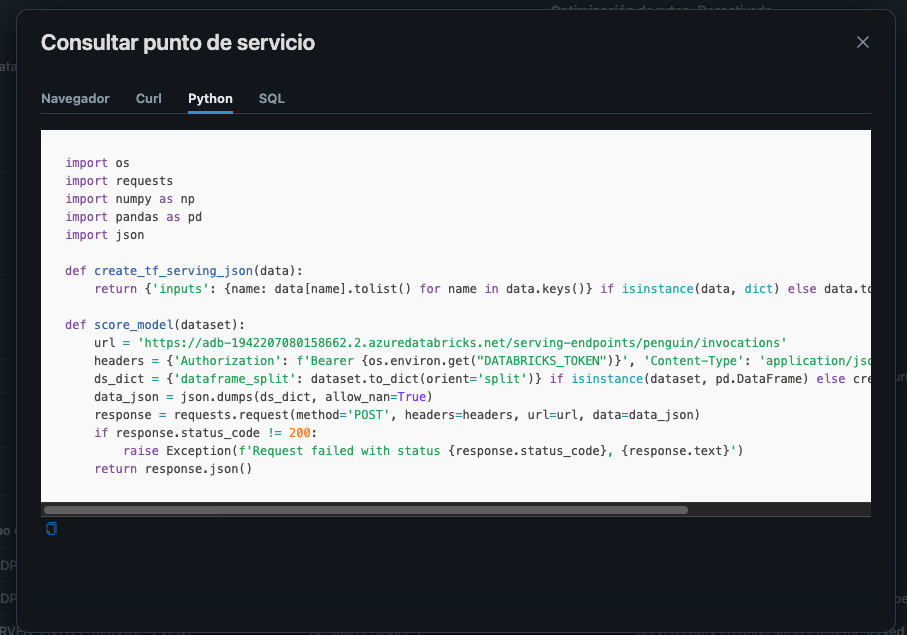 Optimización de rutas: Desactivado
Consultar punto de servicio
Navegador Curl Python SQL
import os
import requests
import numpy as np
import pandas as pd
import json
def create_tf_serving_json(data):
    return {'inputs': {name: data[name].tolist() for name in data.keys()} if isinstance(data, dict) else data.to
def score_model(dataset):
    url = 'https://adb-1942207080158662.2.azuredatabricks.net/serving-endpoints/penguin/invocations'
    headers = {'Authorization': f'Bearer {os.environ.get("DATABRICKS_TOKEN")}', 'Content-Type': 'application/jso
    ds_dict = {'dataframe_split': dataset.to_dict(orient='split')} if isinstance(dataset, pd.DataFrame) else cre
    data_json = json.dumps(ds_dict, allow_nan=True)
    response = requests.request(method='POST', headers=headers, url=url, data=data_json)
    if response.status_code != 200:
        raise Exception(f'Request failed with status {response.status_code}, {response.text}')
    return response.json()